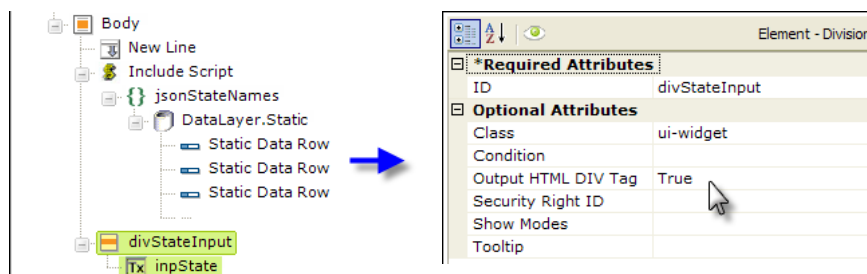 Body
New Line
Include Script
{} jsonStateNames
DataLayer.Static
Static Data Row
Static Data Row
Static Data Row
... ...
divStateInput
Tx inpState
A Z Element - Division
*Required Attributes
ID divStateInput
Optional Attributes
Class ui-widget
Condition
Output HTML DIV Tag True
Security Right ID
Show Modes
Tooltip